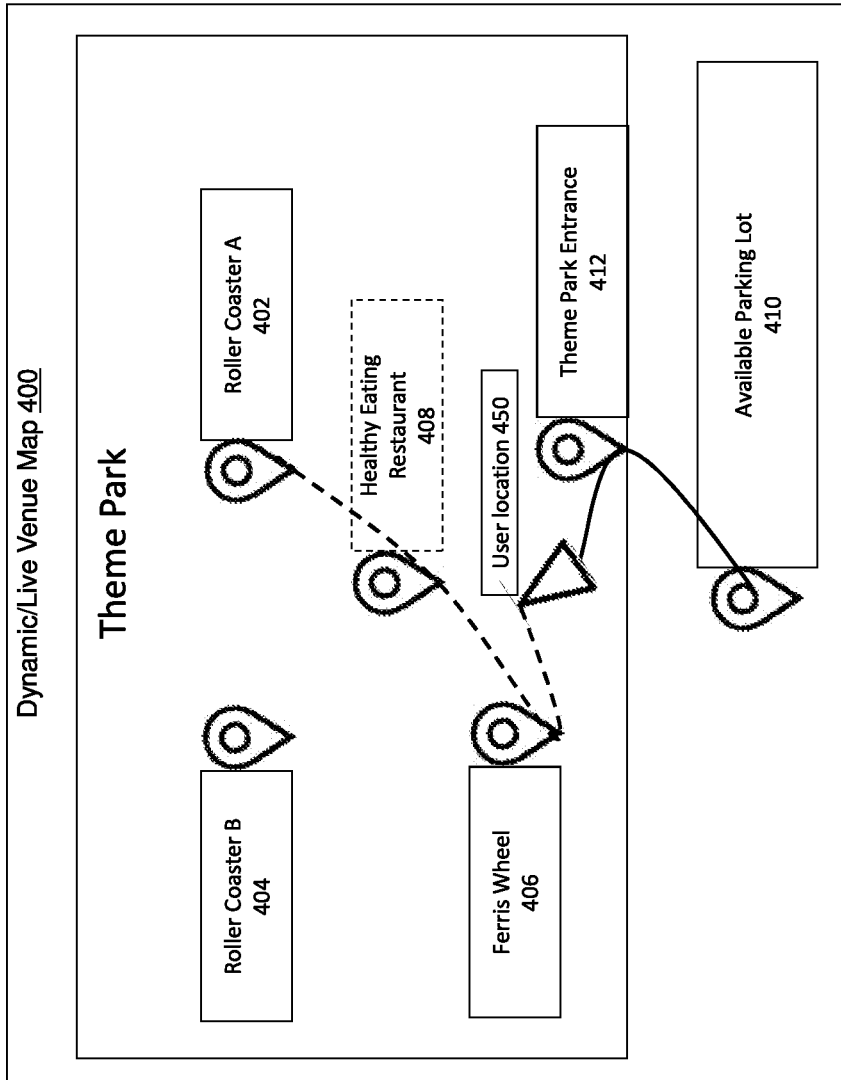 Dynamic/Live Venue Map 400
Theme Park
Roller Coaster B
404
Roller Coaster A
402
Healthy Eating
Restaurant
408
Ferris Wheel
406
User location 450
Theme Park Entrance
412
Available Parking Lot
410